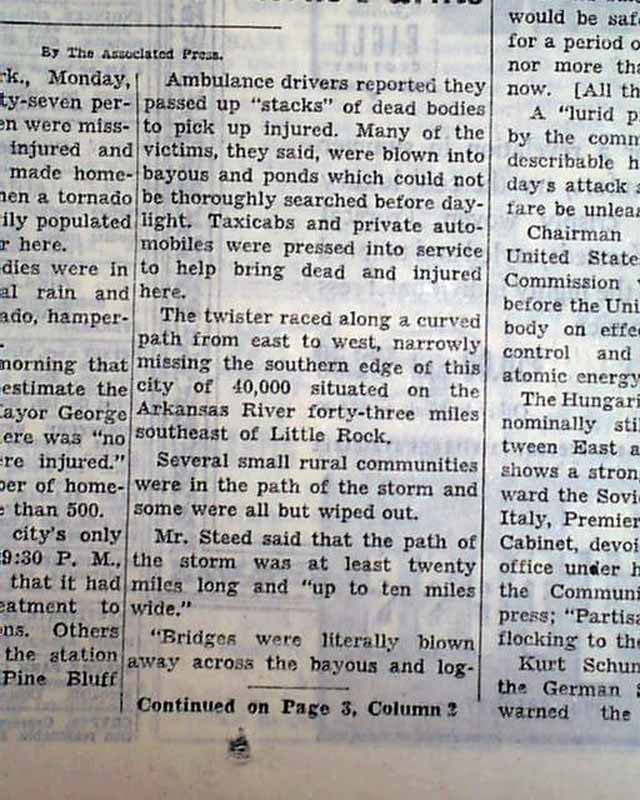 By The Associated Press.
rk., Monday,
ty-seven per-
en were miss-
injured and
made home-
hen a tornado
ily populated
r here.
dies were in
al rain and
ado, hamper-
morning that
estimate the
ayor George
ere was "no
re injured."
ber of home-
e than 500.
city's only
9:30 P. M.,
that it had
eatment to
ns. Others
the station
Pine Bluff
Ambulance drivers reported they
passed up "stacks" of dead bodies
to pick up injured. Many of the
victims, they said, were blown into
bayous and ponds which could not
be thoroughly searched before day-
light. Taxicabs and private auto-
mobiles were pressed into service
to help bring dead and injured
here.
The twister raced along a curved
path from east to west, narrowly
missing the southern edge of this
city of 40,000 situated on the
Arkansas River forty-three miles
southeast of Little Rock.
Several small rural communities
were in the path of the storm and
some were all but wiped out.
Mr. Steed said that the path of
the storm was at least twenty
miles long and "up to ten miles
wide."
"Bridges were literally blown
away across the bayous and log-
Continued on Page 3, Column 2
would be safe
for a period o
nor more tha
now. [All th
A "lurid p
by the comm
describable h
day's attack
fare be unleas
Chairman
United State
Commission
before the Uni
body on effec
control and
atomic energy
The Hungari
nominally stil
tween East a
shows a stron
ward the Sovi
Italy, Premier
Cabinet, devoi
office under h
the Communi
press; "Partisa
flocking to the
Kurt Schum
the German S
warned the